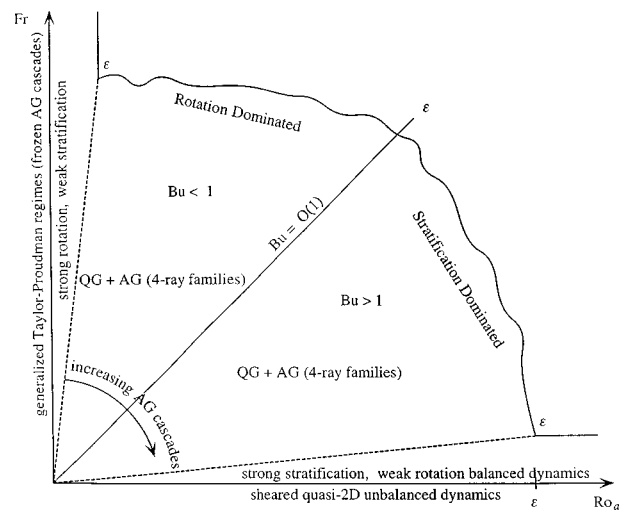 Fr
ε
generalized Taylor-Proudman regimes (frozen AG cascades)
strong rotation, weak stratification
Rotation Dominated
ε
Bu < 1
Bu = O(1)
Stratification Dominated
QG + AG (4-ray families)
Bu > 1
QG + AG (4-ray families)
increasing AG cascades
ε
strong stratification, weak rotation balanced dynamics
sheared quasi-2D unbalanced dynamics
ε
Ro_a